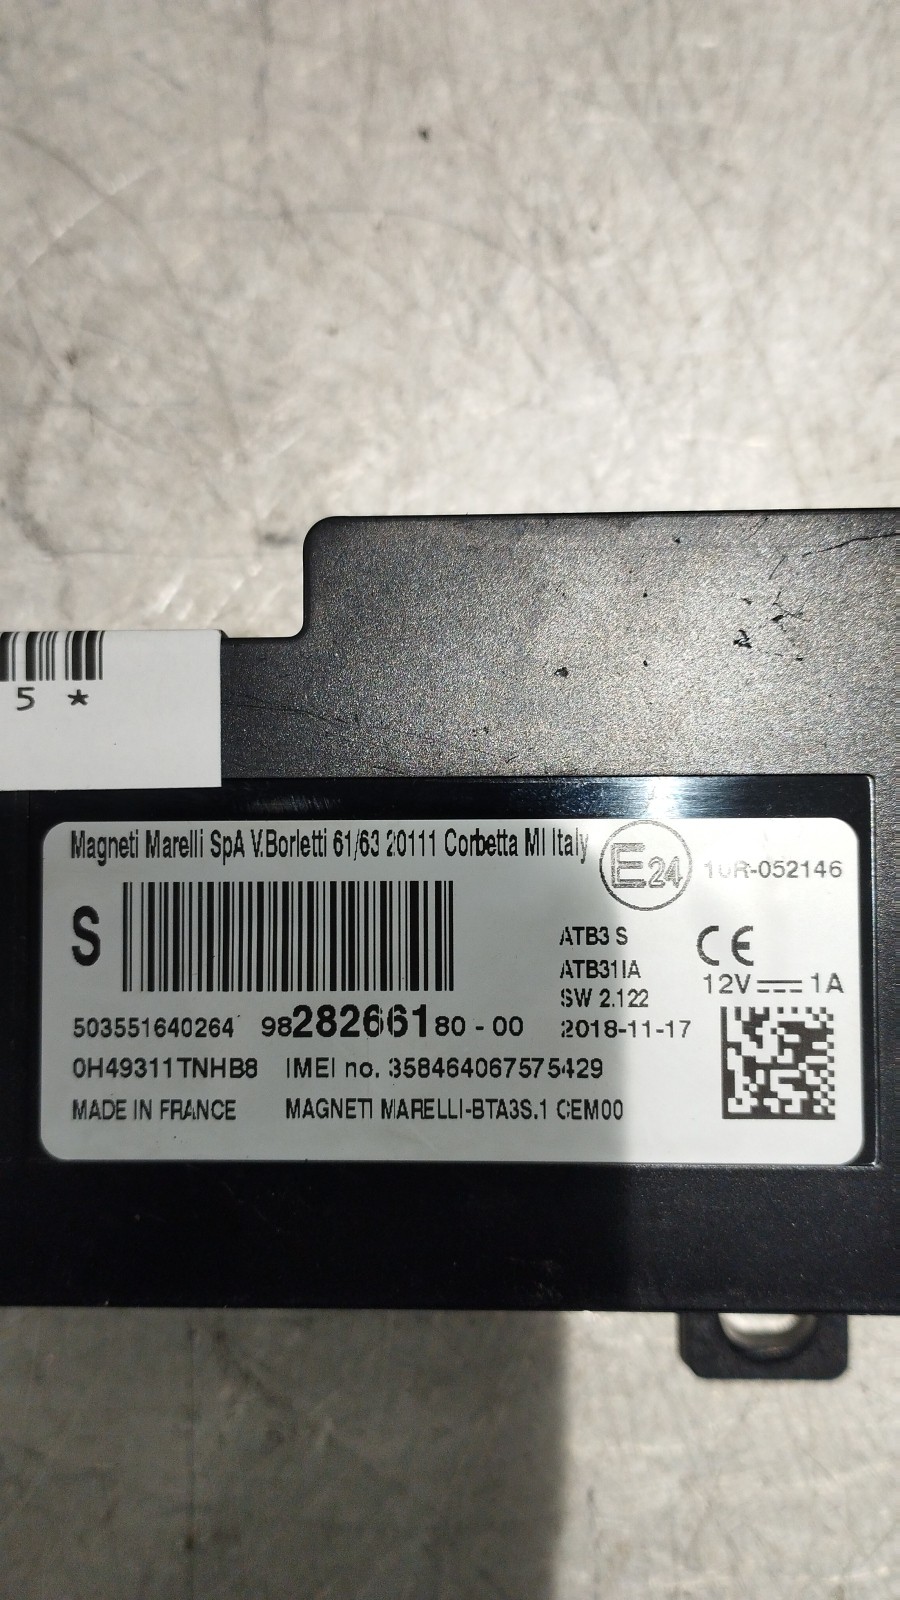 5 *
Magneti Marelli SpA V.Borletti 61/63 20111 Corbetta MI Italy
E24
10R-052146
S
ATB3 S
ATB31IA
SW 2.122
CE
12V 1A
503551640264 9828266180 - 00 2018-11-17
0H49311TNHB8 IMEI no. 358464067575429
MADE IN FRANCE MAGNETI MARELLI-BTA3S.1 CEM00